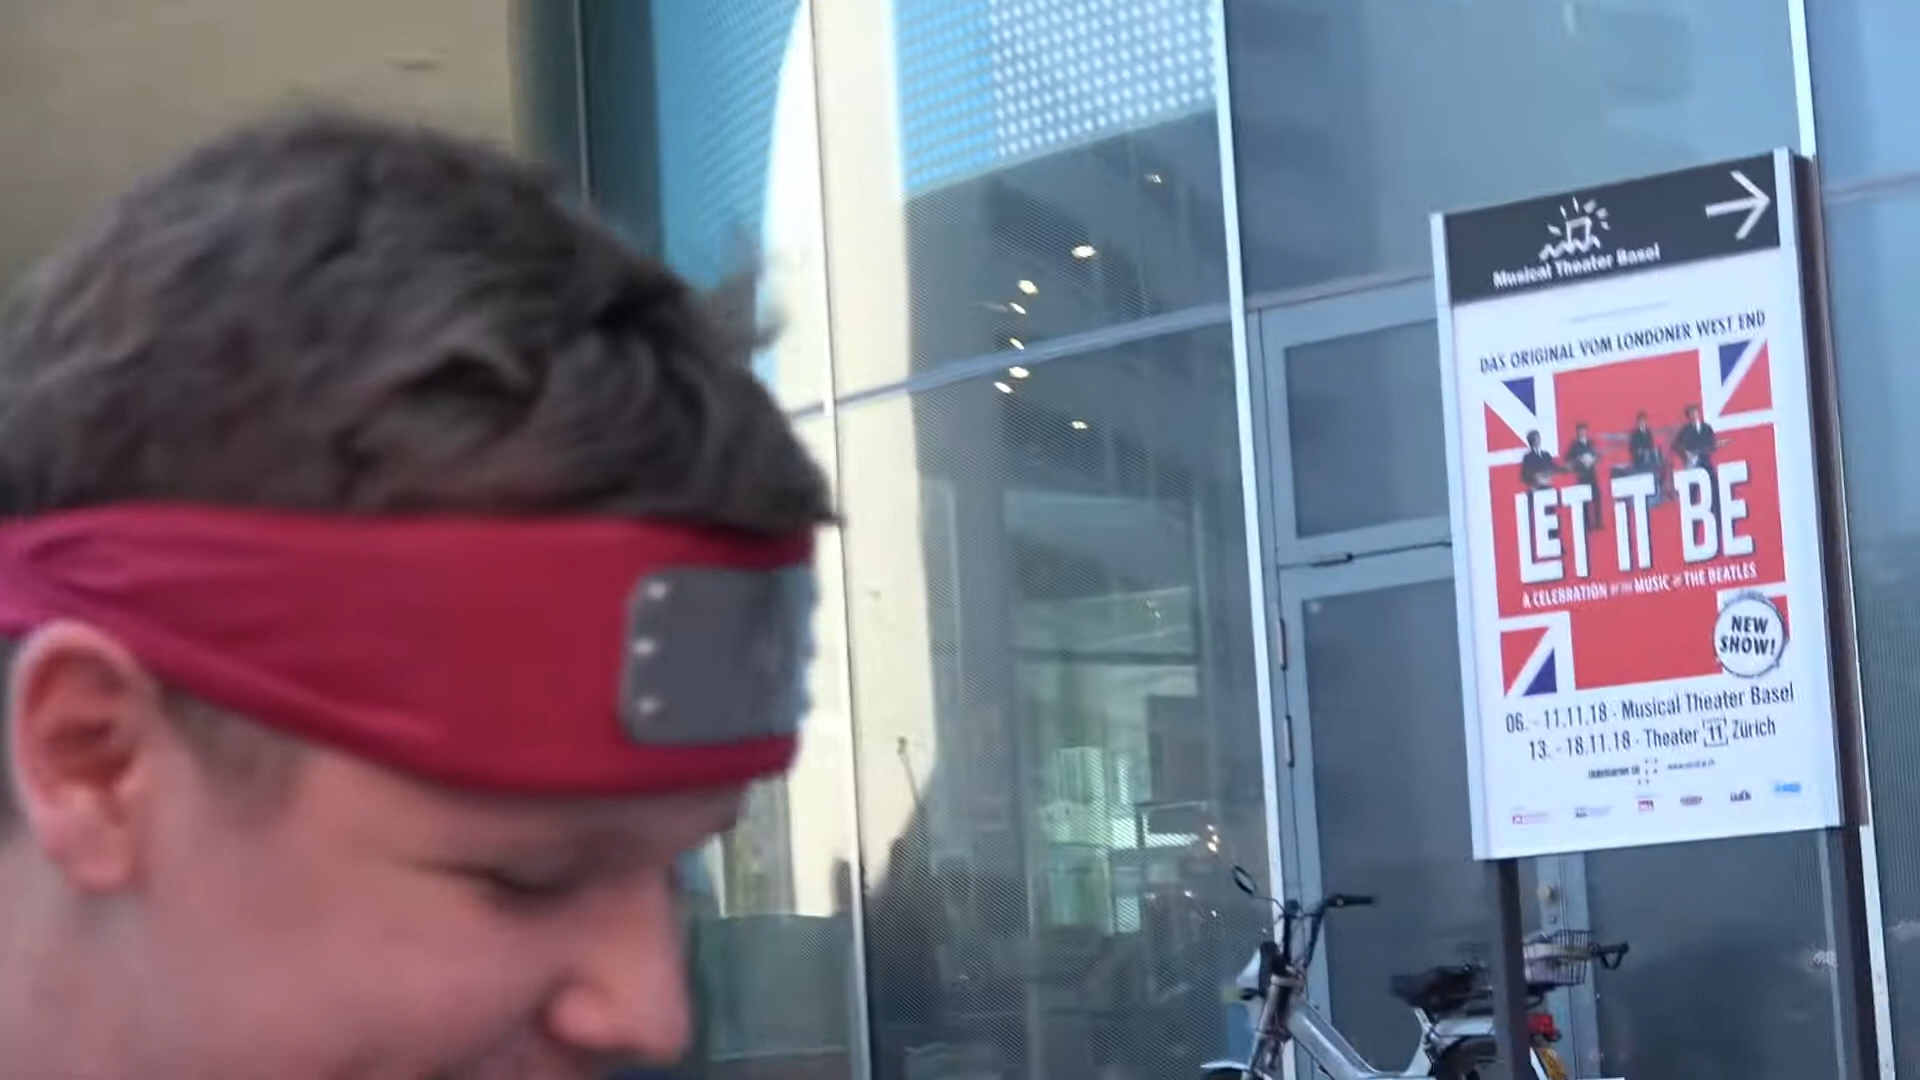 Musical Theater Basel
DAS ORIGINAL VOM LONDONER WEST END
LET IT BE
A CELEBRATION OF THE MUSIC OF THE BEATLES
NEW
SHOW!
06. - 11.11.18 · Musical Theater Basel
13. - 18.11.18 · Theater 11 Zürich